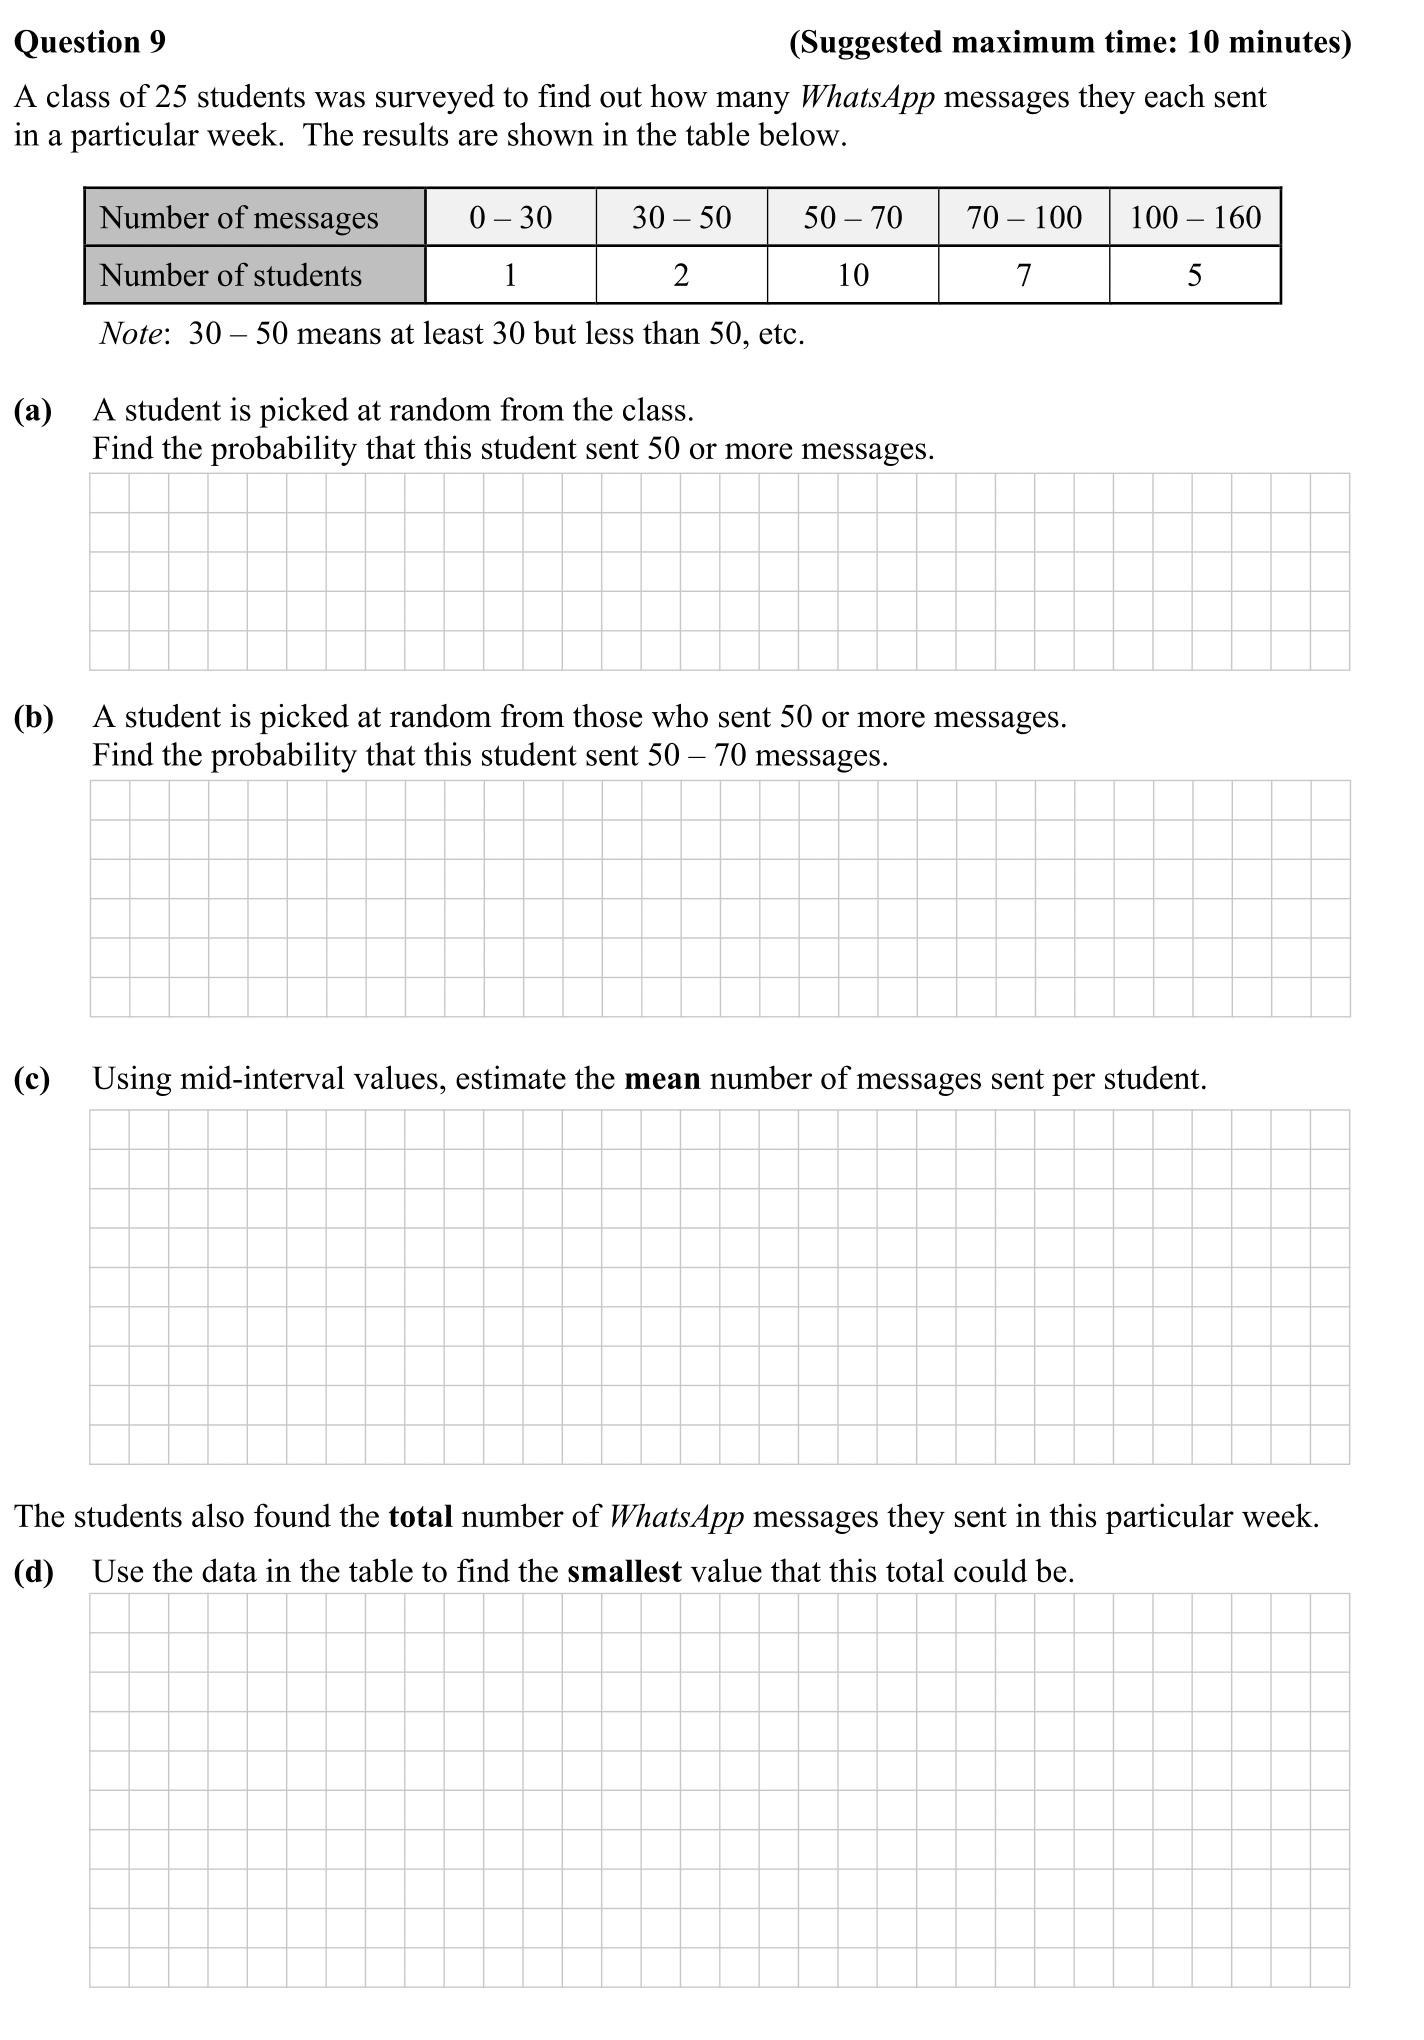 Question 9 (Suggested maximum time: 10 minutes)
A class of 25 students was surveyed to find out how many WhatsApp messages they each sent
in a particular week. The results are shown in the table below.
Number of messages 0 – 30 30 – 50 50 – 70 70 – 100 100 – 160
Number of students 1 2 10 7 5
Note: 30 – 50 means at least 30 but less than 50, etc.
(a) A student is picked at random from the class.
Find the probability that this student sent 50 or more messages.
(b) A student is picked at random from those who sent 50 or more messages.
Find the probability that this student sent 50 – 70 messages.
(c) Using mid-interval values, estimate the mean number of messages sent per student.
The students also found the total number of WhatsApp messages they sent in this particular week.
(d) Use the data in the table to find the smallest value that this total could be.